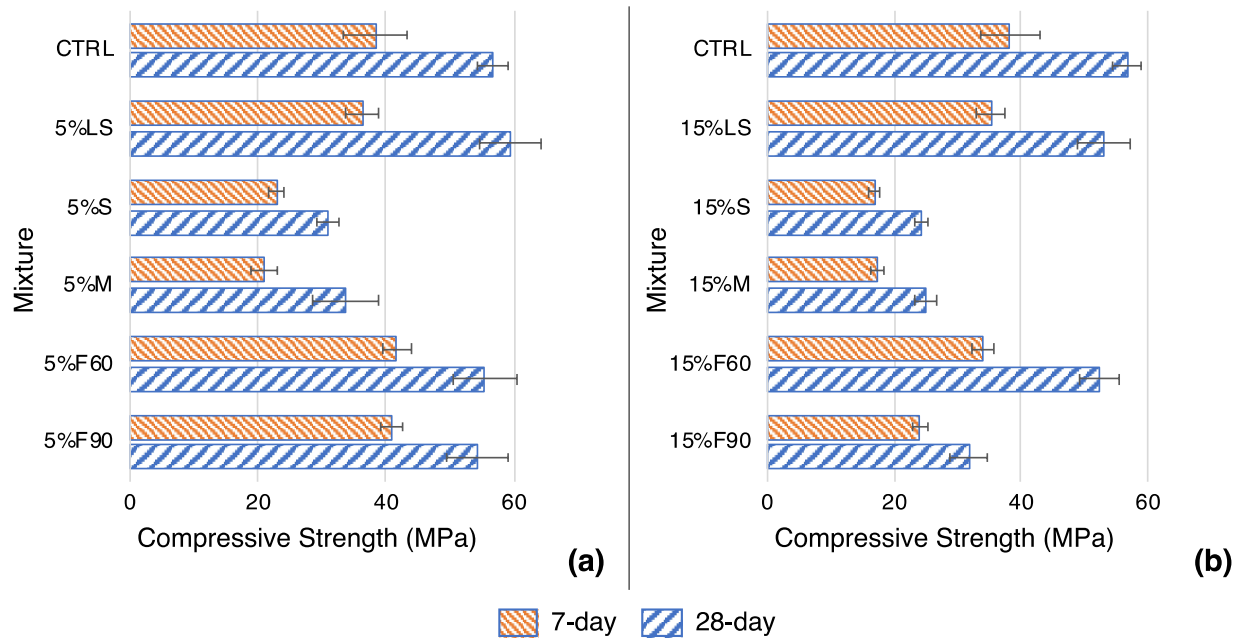 CTRL
5%LS
5%S
5%M
5%F60
5%F90
Mixture
0 20 40 60
Compressive Strength (MPa)
(a)
CTRL
15%LS
15%S
15%M
15%F60
15%F90
Mixture
0 20 40 60
Compressive Strength (MPa)
(b)
7-day 28-day